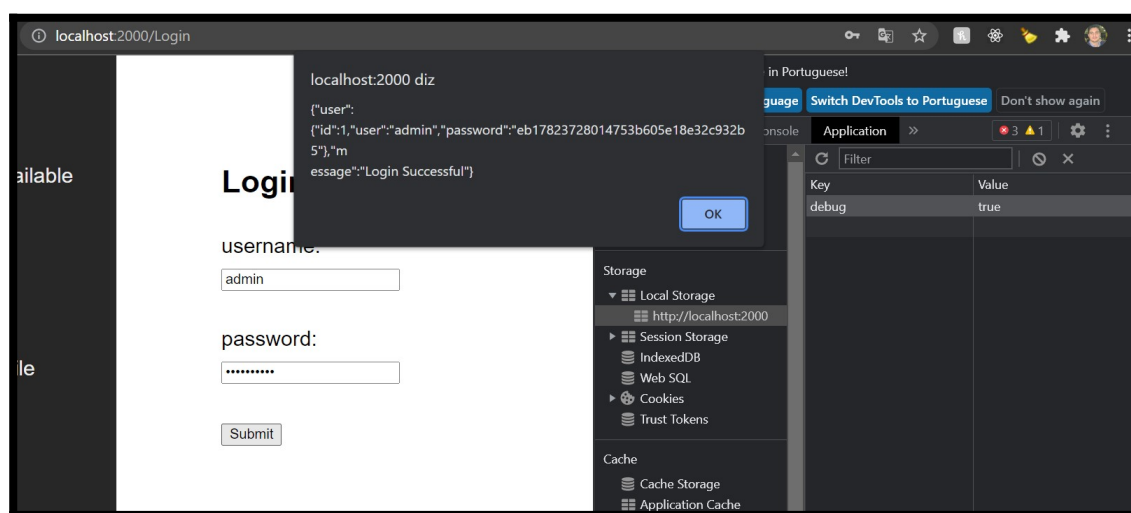 localhost:2000/Login
localhost:2000 diz
{"user":
{"id":1,"user":"admin","password":"eb17823728014753b605e18e32c932b
5"},"m
essage":"Login Successful"}
OK
in Portuguese!
guage
Switch DevTools to Portuguese
Don't show again
onsole
Application
»
3
1
Filter
Key
Value
debug
true
ailable
Login
username:
admin
password:
••••••••••
Submit
ile
Storage
Local Storage
http://localhost:2000
Session Storage
IndexedDB
Web SQL
Cookies
Trust Tokens
Cache
Cache Storage
Application Cache